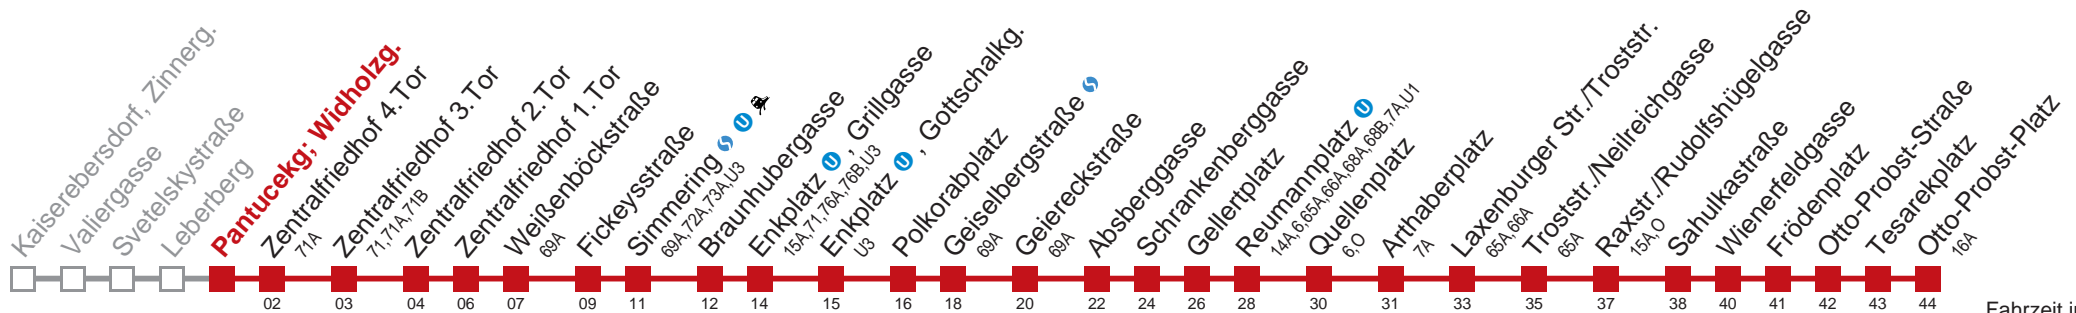 Kaiserebersdorf, Zinnerg.
Valiergasse
Svetelskystraße
Leberberg
Pantucekg; Widholzg.
Zentralfriedhof 4.Tor
71A
Zentralfriedhof 3.Tor
71,71A,71B
Zentralfriedhof 2.Tor
Zentralfriedhof 1.Tor
Weißenböckstraße
69A
Fickeysstraße
Simmering S U
69A,72A,73A,U3
Braunhubergasse
Enkplatz U , Grillgasse
15A,71,76A,76B,U3
Enkplatz U , Gottschalkg.
U3
Polkorabplatz
Geiselbergstraße S
69A
Geiereckstraße
69A
Absberggasse
Schrankenberggasse
Gellertplatz
Reumannplatz U
14A,6,65A,66A,68A,68B,7A,U1
Quellenplatz
6,O
Arthaberplatz
7A
Laxenburger Str./Troststr.
65A,66A
Troststr./Neilreichgasse
65A
Raxstr./Rudolfshügelgasse
15A,O
Sahulkastraße
Wienerfeldgasse
Frödenplatz
Otto-Probst-Straße
Tesarekplatz
Otto-Probst-Platz
16A
02 03 04 06 07 09 11 12 14 15 16 18 20 22 24 26 28 30 31 33 35 37 38 40 41 42 43 44
Fahrzeit i